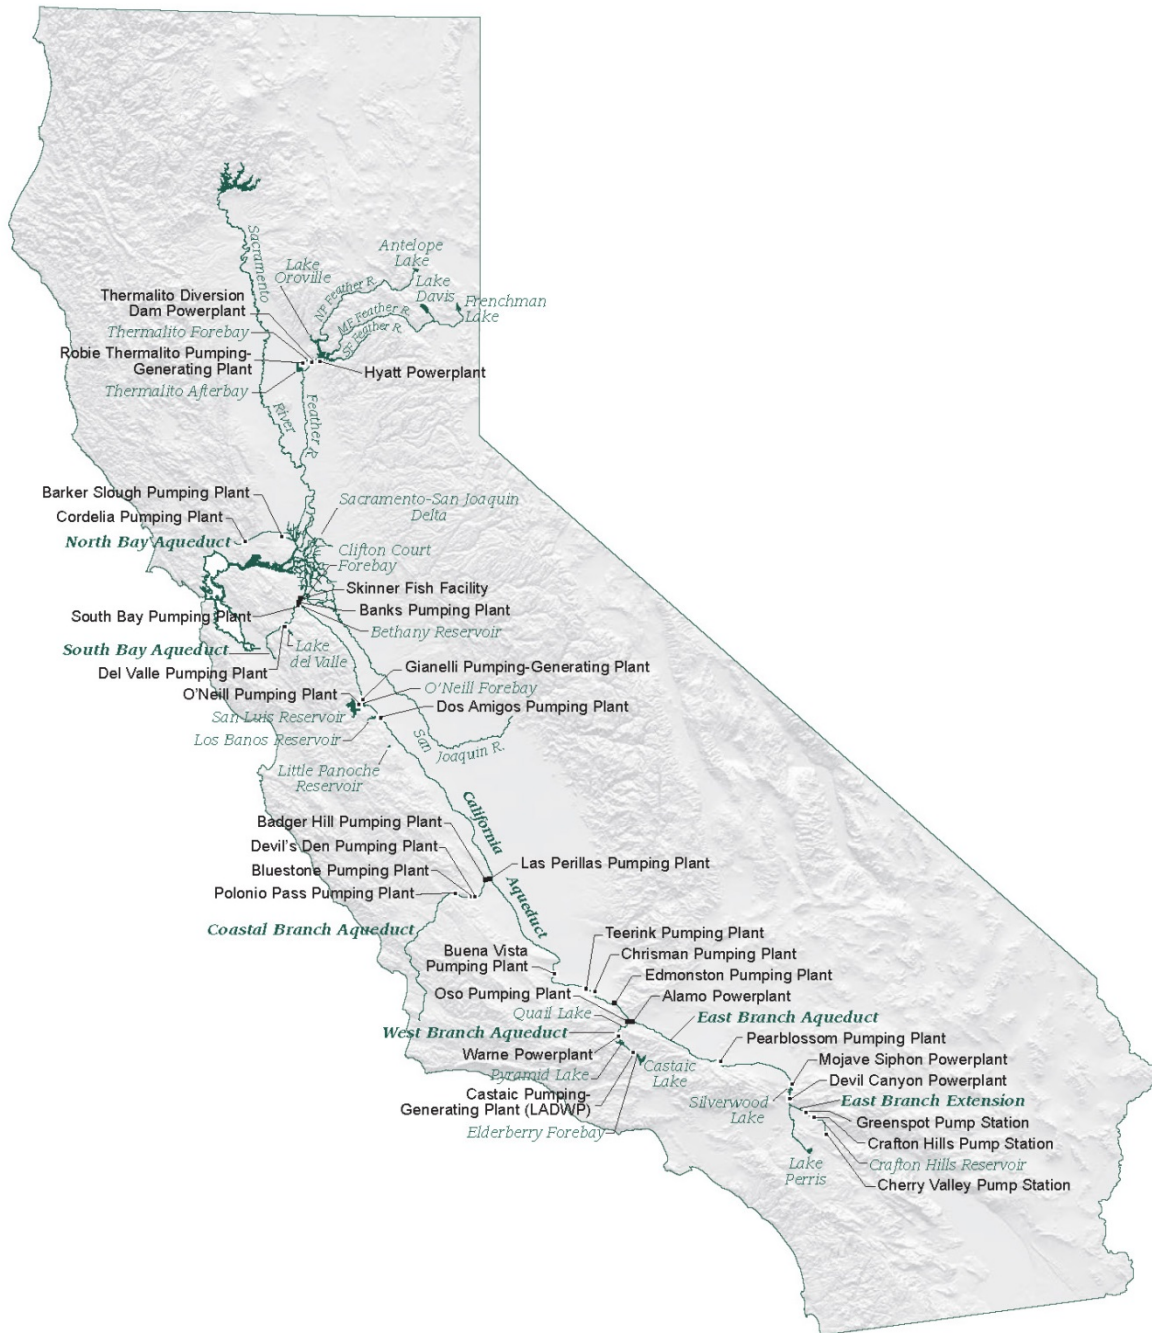 Antelope
Lake
Sacramento
Lake
Oroville
Lake
Davis
NF Feather R.
Frenchman
Lake
MF Feather R.
SF Feather R.
Thermalito Diversion
Dam Powerplant
Thermalito Forebay
Robie Thermalito Pumping-
Generating Plant
Hyatt Powerplant
Thermalito Afterbay
River
Feather R.
Barker Slough Pumping Plant
Sacramento-San Joaquin
Delta
Cordelia Pumping Plant
North Bay Aqueduct
Clifton Court
Forebay
Skinner Fish Facility
Banks Pumping Plant
South Bay Pumping Plant
Bethany Reservoir
South Bay Aqueduct
Lake
del Valle
Del Valle Pumping Plant
Gianelli Pumping-Generating Plant
O'Neill Forebay
O'Neill Pumping Plant
Dos Amigos Pumping Plant
San Luis Reservoir
Los Banos Reservoir
San
Joaquin R.
Little Panoche
Reservoir
California
Aqueduct
Badger Hill Pumping Plant
Devil's Den Pumping Plant
Las Perillas Pumping Plant
Bluestone Pumping Plant
Polonio Pass Pumping Plant
Coastal Branch Aqueduct
Teerink Pumping Plant
Buena Vista
Pumping Plant
Chrisman Pumping Plant
Edmonston Pumping Plant
Oso Pumping Plant
Alamo Powerplant
Quail Lake
East Branch Aqueduct
West Branch Aqueduct
Pearblossom Pumping Plant
Warne Powerplant
Mojave Siphon Powerplant
Pyramid Lake
Castaic
Lake
Devil Canyon Powerplant
Castaic Pumping-
Generating Plant (LADWP)
Silverwood
Lake
East Branch Extension
Greenspot Pump Station
Elderberry Forebay
Crafton Hills Pump Station
Lake
Perris
Crafton Hills Reservoir
Cherry Valley Pump Station